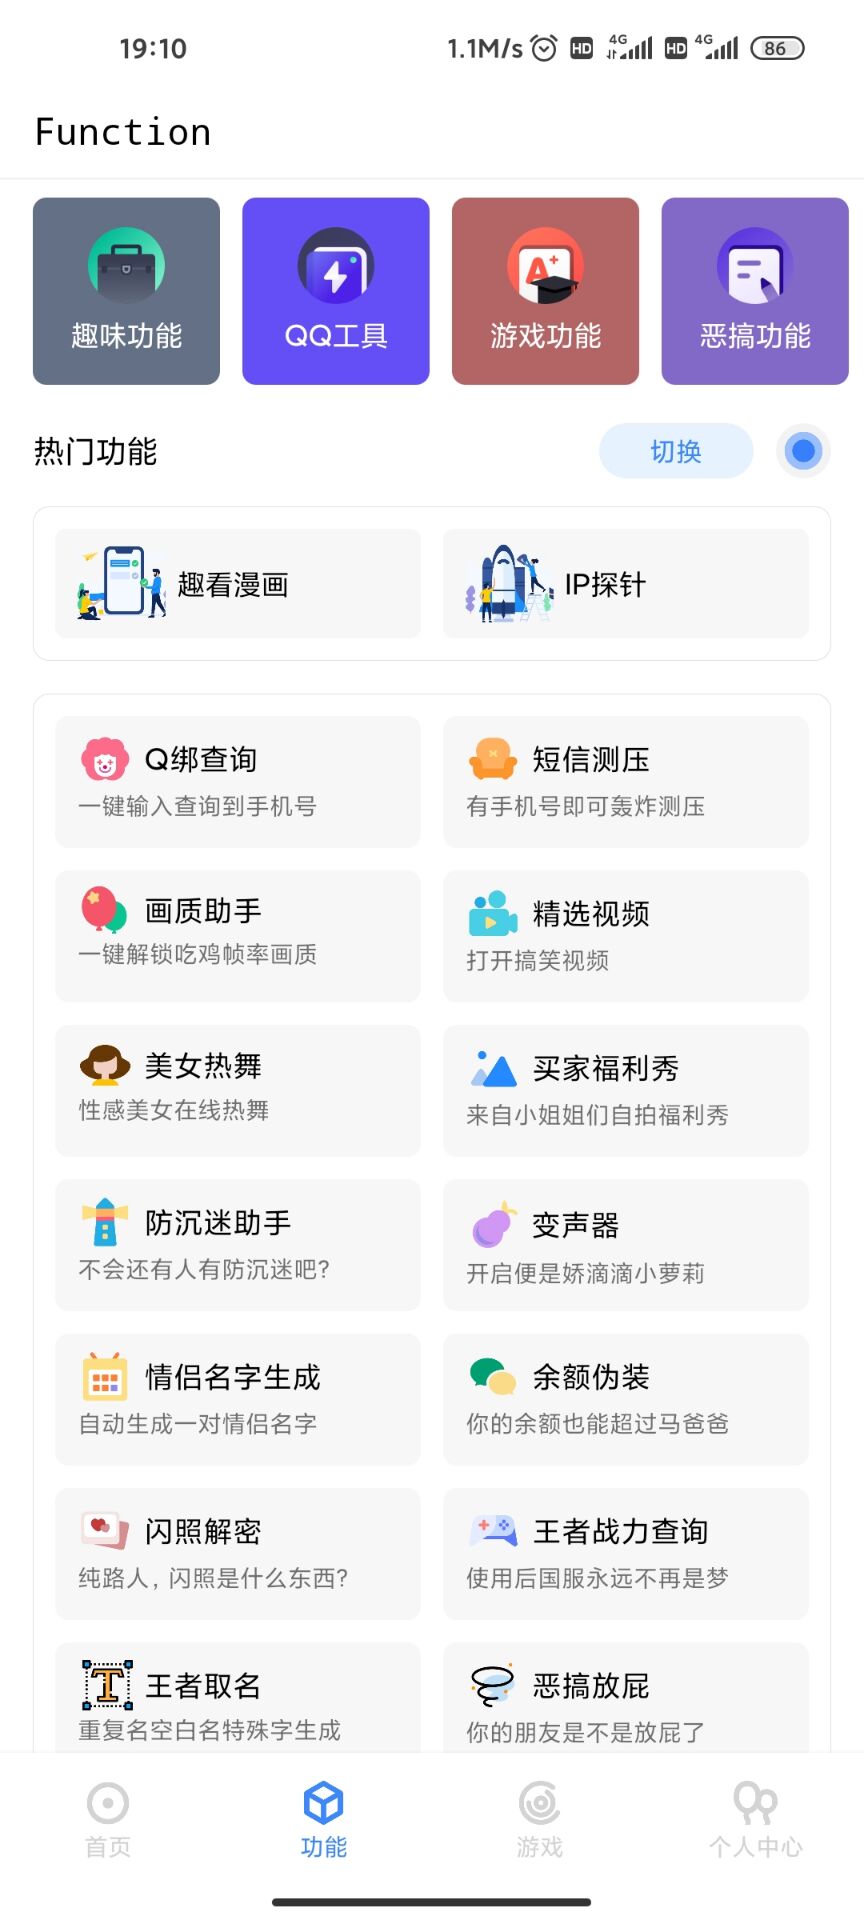 19:10 1.1M/s HD 4G HD 4G 86
Function
趣味功能 QQ工具 游戏功能 恶搞功能
热门功能 切换
趣看漫画 IP探针
Q绑查询 短信测压
一键输入查询到手机号 有手机号即可轰炸测压
画质助手 精选视频
一键解锁吃鸡帧率画质 打开搞笑视频
美女热舞 买家福利秀
性感美女在线热舞 来自小姐姐们自拍福利秀
防沉迷助手 变声器
不会还有人有防沉迷吧? 开启便是娇滴滴小萝莉
情侣名字生成 余额伪装
自动生成一对情侣名字 你的余额也能超过马爸爸
闪照解密 王者战力查询
纯路人, 闪照是什么东西? 使用后国服永远不再是梦
王者取名 恶搞放屁
重复名空白名特殊字生成 你的朋友是不是放屁了
首页 功能 游戏 个人中心